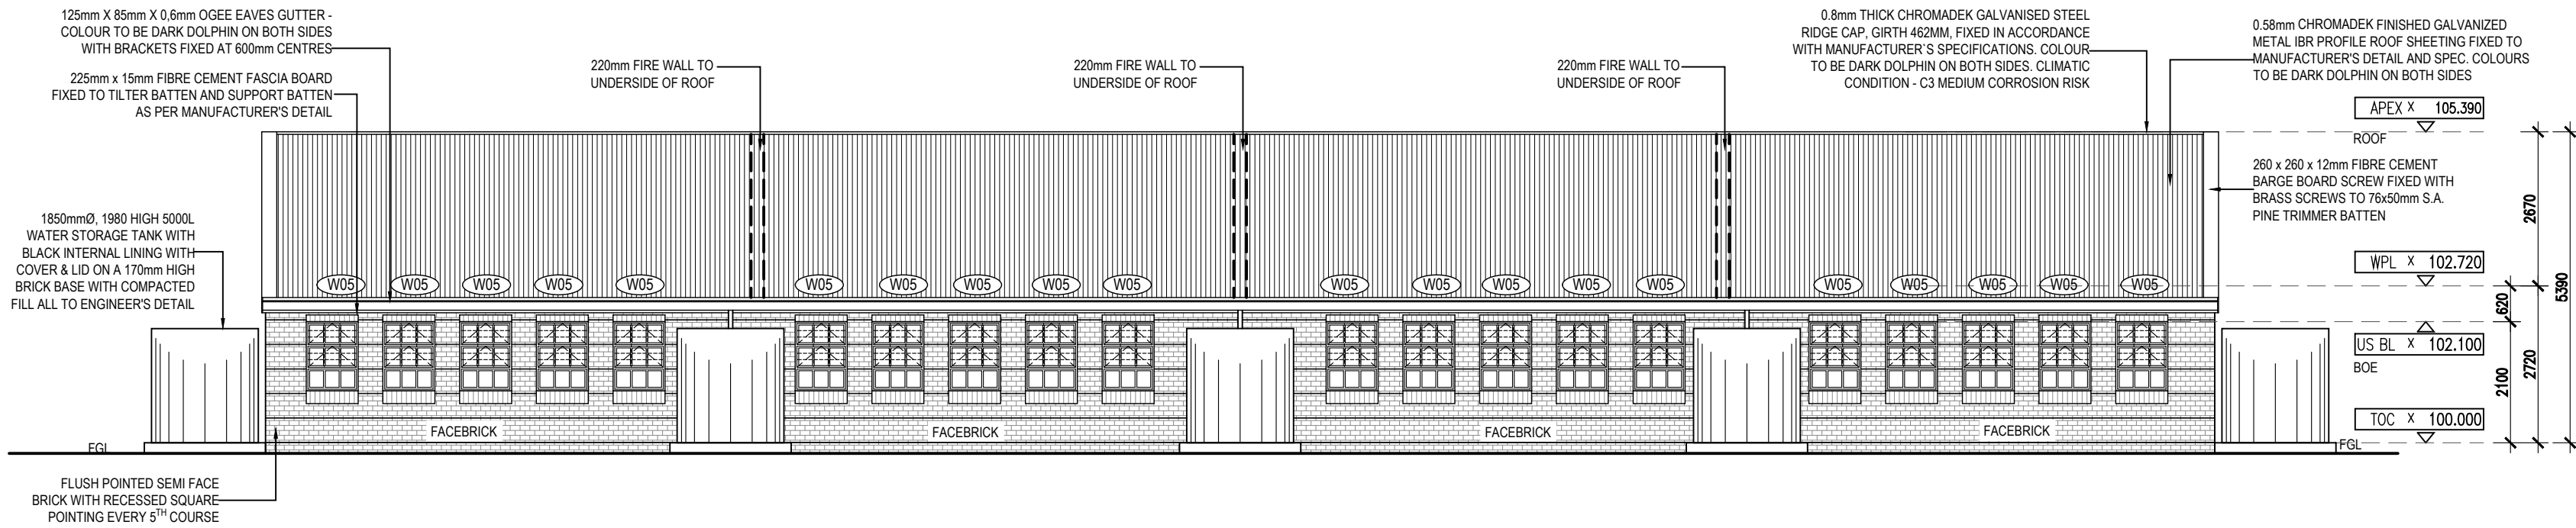 125mm X 85mm X 0,6mm OGEE EAVES GUTTER -
COLOUR TO BE DARK DOLPHIN ON BOTH SIDES
WITH BRACKETS FIXED AT 600mm CENTRES
225mm x 15mm FIBRE CEMENT FASCIA BOARD
FIXED TO TILTER BATTEN AND SUPPORT BATTEN
AS PER MANUFACTURER'S DETAIL
220mm FIRE WALL TO
UNDERSIDE OF ROOF
220mm FIRE WALL TO
UNDERSIDE OF ROOF
220mm FIRE WALL TO
UNDERSIDE OF ROOF
0.8mm THICK CHROMADEK GALVANISED STEEL
RIDGE CAP, GIRTH 462MM, FIXED IN ACCORDANCE
WITH MANUFACTURER`S SPECIFICATIONS. COLOUR
TO BE DARK DOLPHIN ON BOTH SIDES. CLIMATIC
CONDITION - C3 MEDIUM CORROSION RISK
0.58mm CHROMADEK FINISHED GALVANIZED
METAL IBR PROFILE ROOF SHEETING FIXED TO
MANUFACTURER'S DETAIL AND SPEC. COLOURS
TO BE DARK DOLPHIN ON BOTH SIDES
APEX X 105.390
ROOF
260 x 260 x 12mm FIBRE CEMENT
BARGE BOARD SCREW FIXED WITH
BRASS SCREWS TO 76x50mm S.A.
PINE TRIMMER BATTEN
2670
5390
1850mmØ, 1980 HIGH 5000L
WATER STORAGE TANK WITH
BLACK INTERNAL LINING WITH
COVER & LID ON A 170mm HIGH
BRICK BASE WITH COMPACTED
FILL ALL TO ENGINEER'S DETAIL
W05 W05 W05 W05 W05 W05 W05 W05 W05 W05 W05 W05 W05 W05 W05 W05 W05 W05 W05 W05
WPL X 102.720
620
US BL X 102.100
BOE
2100
2720
TOC X 100.000
FACEBRICK FACEBRICK FACEBRICK FACEBRICK
FGL
FGL
FLUSH POINTED SEMI FACE
BRICK WITH RECESSED SQUARE
POINTING EVERY 5TH COURSE